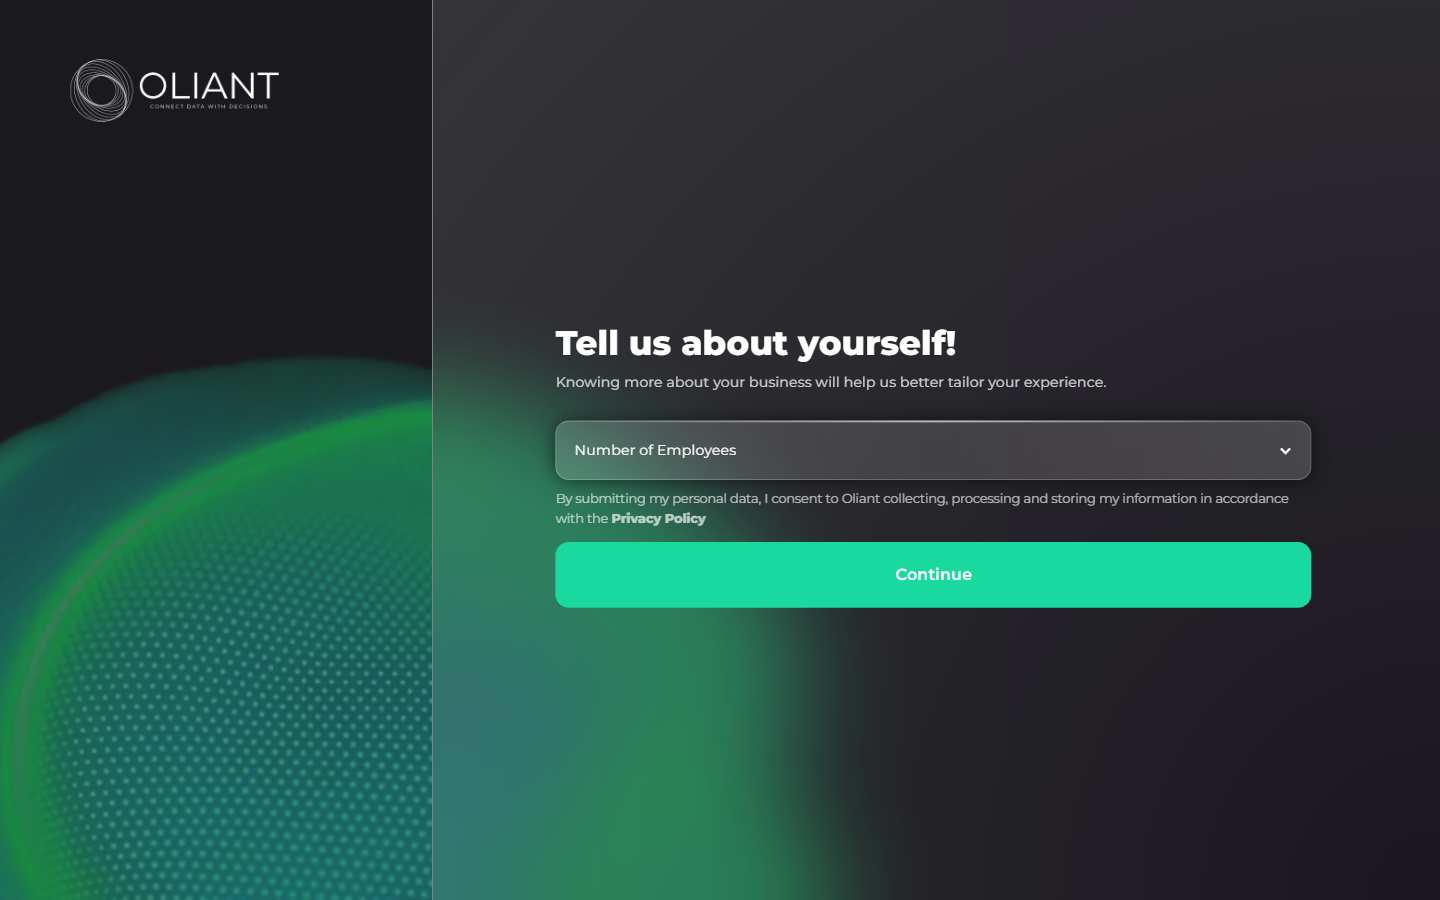 OLIANT
CONNECT DATA WITH DECISIONS
Tell us about yourself!
Knowing more about your business will help us better tailor your experience.
Number of Employees
By submitting my personal data, I consent to Oliant collecting, processing and storing my information in accordance
with the Privacy Policy
Continue